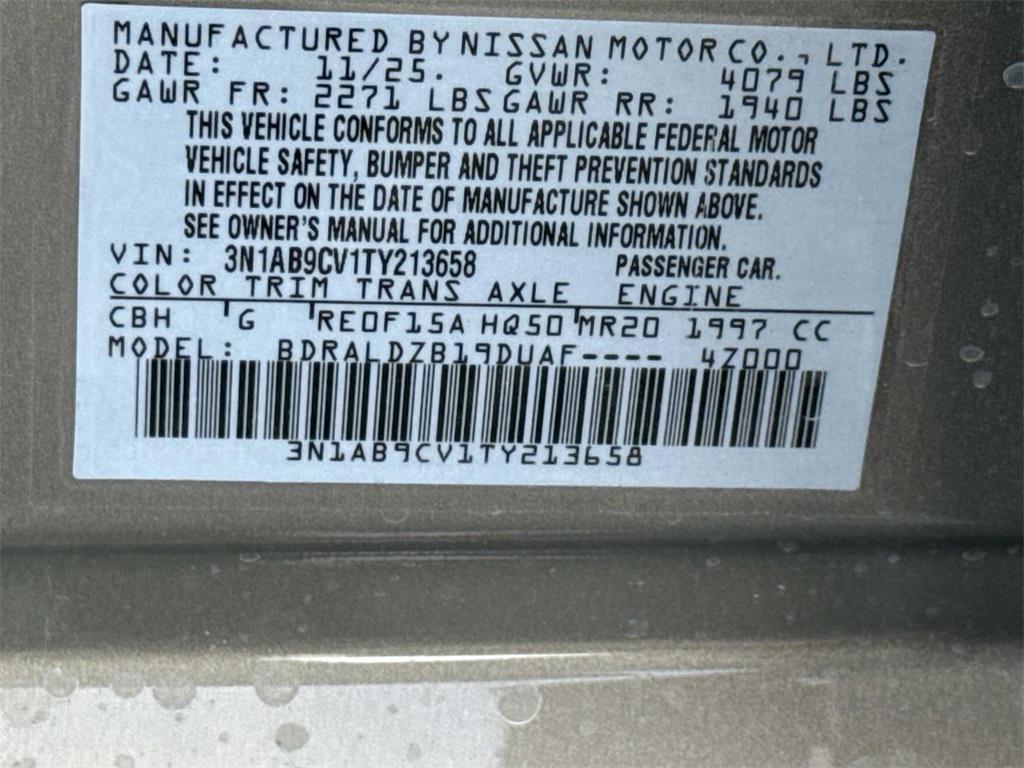 MANUFACTURED BY NISSAN MOTOR CO., LTD.
DATE: 11/25. GVWR: 4079 LBS
GAWR FR: 2271 LBS GAWR RR: 1940 LBS
THIS VEHICLE CONFORMS TO ALL APPLICABLE FEDERAL MOTOR
VEHICLE SAFETY, BUMPER AND THEFT PREVENTION STANDARDS
IN EFFECT ON THE DATE OF MANUFACTURE SHOWN ABOVE.
SEE OWNER'S MANUAL FOR ADDITIONAL INFORMATION.
VIN: 3N1AB9CV1TY213658 PASSENGER CAR.
COLOR TRIM TRANS AXLE ENGINE
CBH G RE0F15A HQ50 MR20 1997 CC
MODEL: BDRALDZB19DUAF---- 4Z000
3N1AB9CV1TY213658